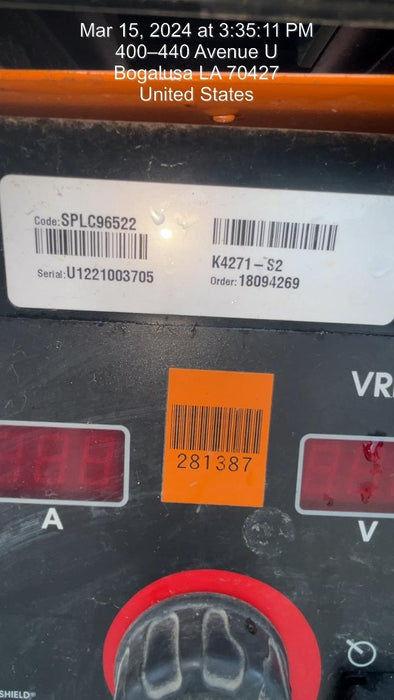 Mar 15, 2024 at 3:35:11 PM
400–440 Avenue U
Bogalusa LA 70427
United States
Code:SPLC96522
Serial:U1221003705
K4271-S2
Order:18094269
VR
281387
A
V
SHIELD